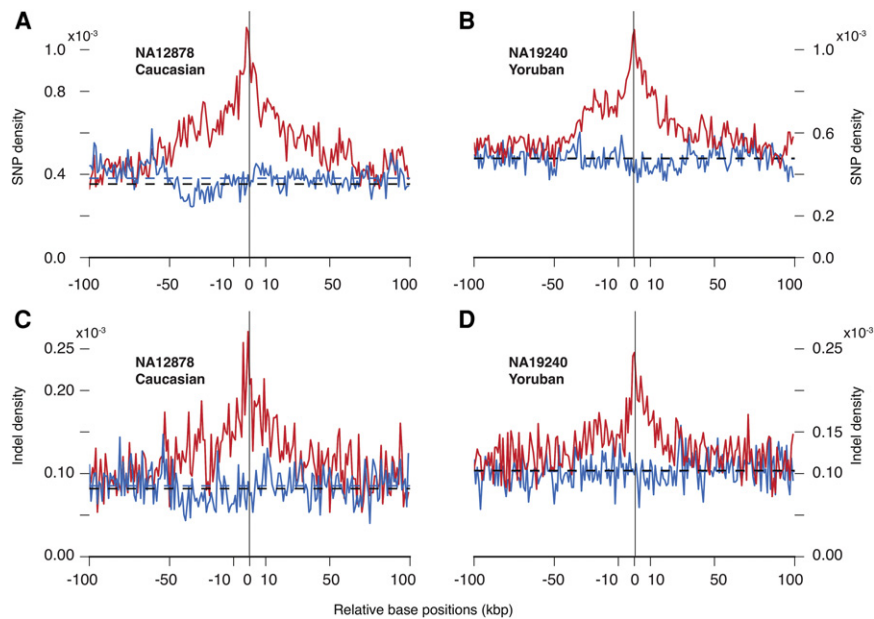 A
x10⁻³
NA12878
Caucasian
SNP density
1.0
0.8
0.4
0.0
-100 -50 -10 0 10 50 100
B
x10⁻³
NA19240
Yoruban
SNP density
1.0
0.6
0.2
0.0
-100 -50 -10 0 10 50 100
C
x10⁻³
NA12878
Caucasian
Indel density
0.25
0.20
0.10
0.00
-100 -50 -10 0 10 50 100
D
x10⁻³
NA19240
Yoruban
Indel density
0.25
0.15
0.10
0.00
-100 -50 -10 0 10 50 100
Relative base positions (kbp)